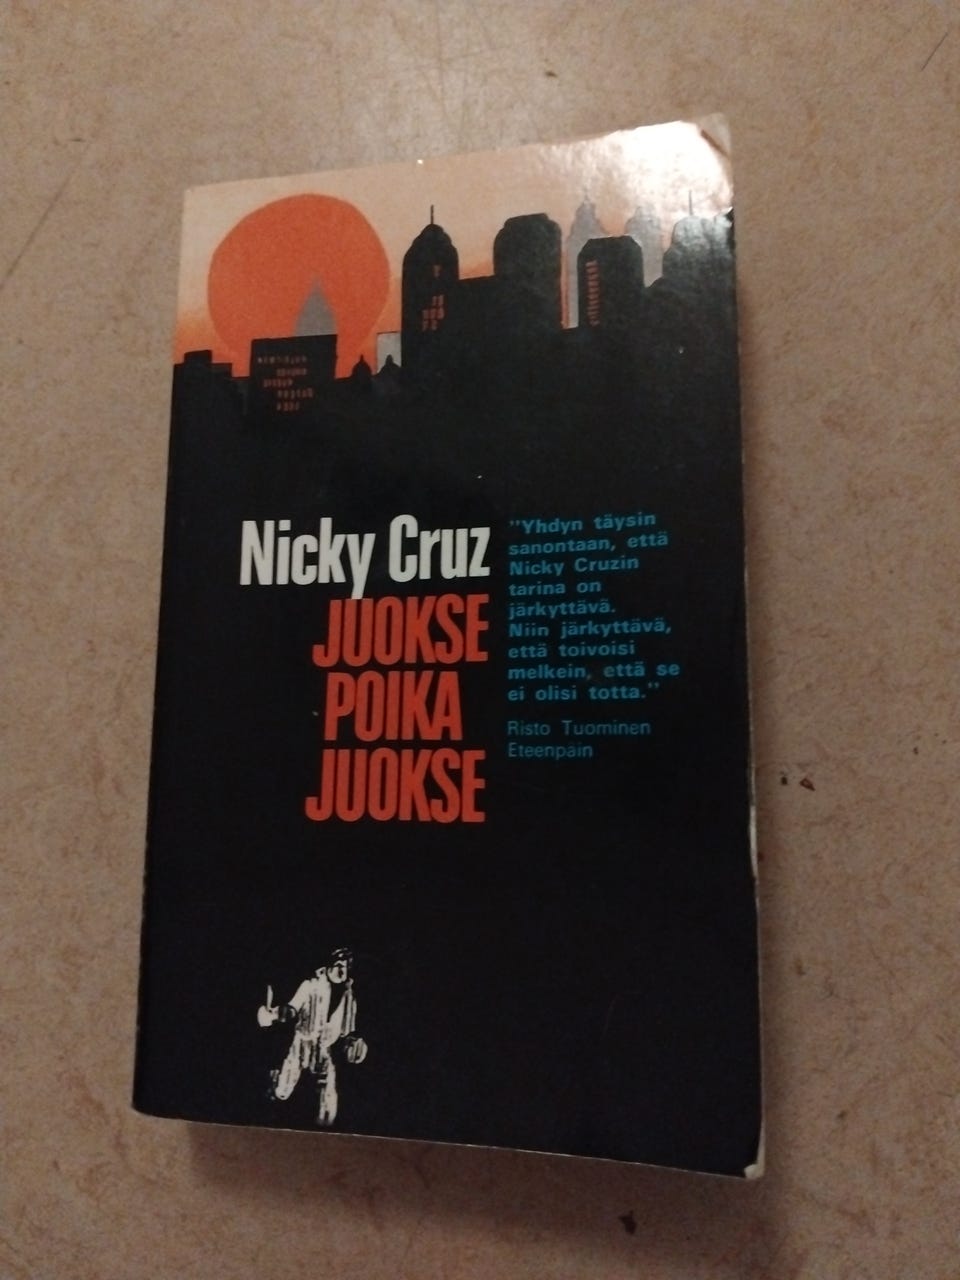 Nicky Cruz
JUOKSE
POIKA
JUOKSE
"Yhdyn täysin
sanontaan, että
Nicky Cruzin
tarina on
järkyttävä.
Niin järkyttävä,
että toivoisi
melkein, että se
ei olisi totta."
Risto Tuominen
Eteenpäin